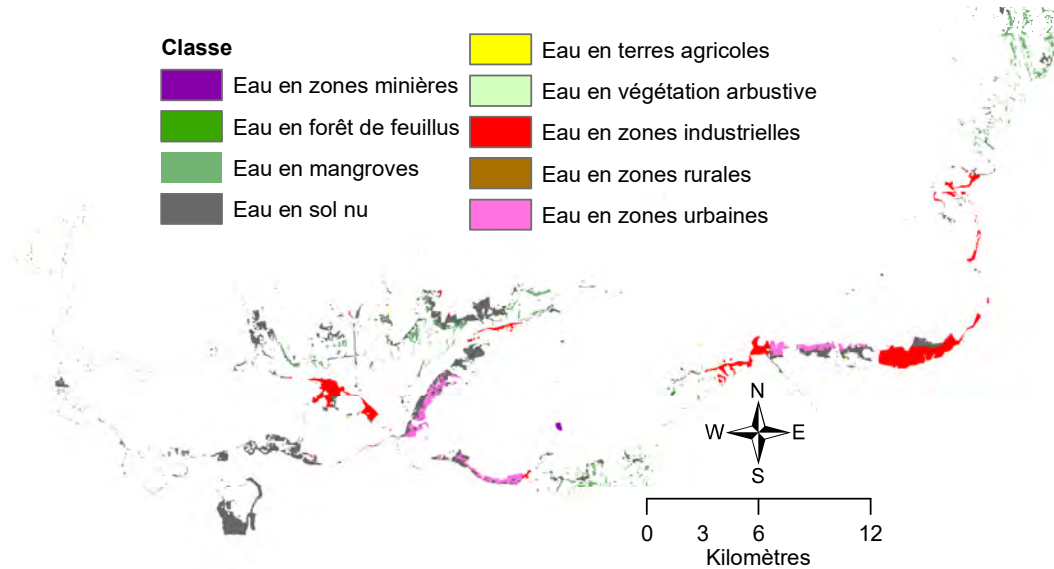 Classe
Eau en zones minières
Eau en forêt de feuillus
Eau en mangroves
Eau en sol nu
Eau en terres agricoles
Eau en végétation arbustive
Eau en zones industrielles
Eau en zones rurales
Eau en zones urbaines
N
W E
S
0 3 6 12
Kilomètres